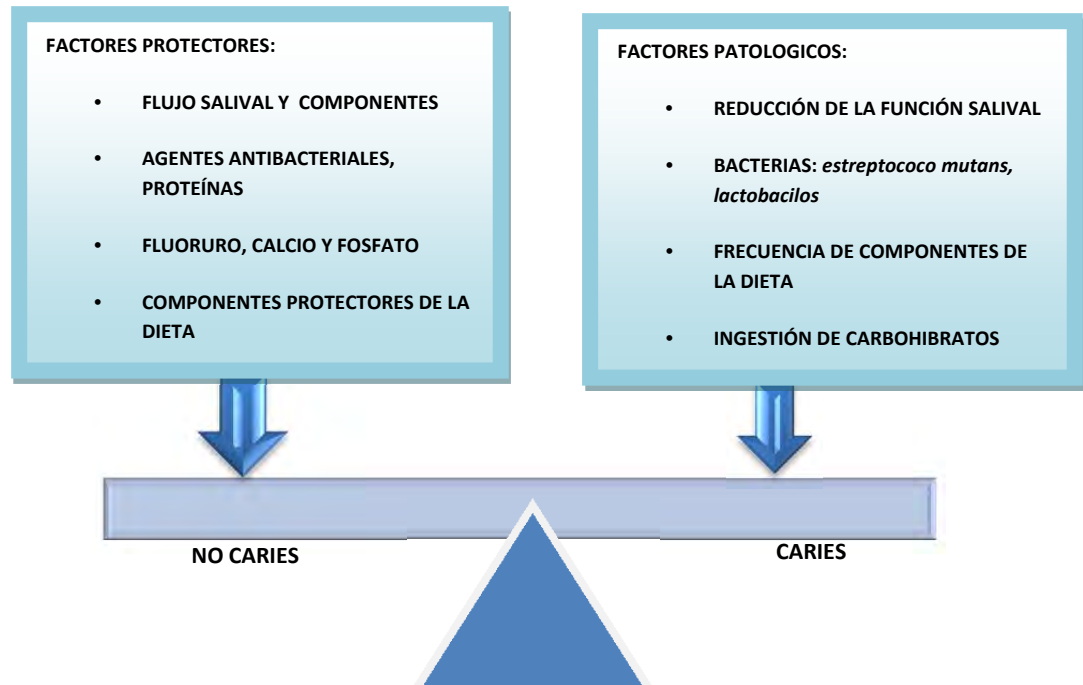 FACTORES PROTECTORES:
• FLUJO SALIVAL Y COMPONENTES
• AGENTES ANTIBACTERIALES,
PROTEÍNAS
• FLUORURO, CALCIO Y FOSFATO
• COMPONENTES PROTECTORES DE LA
DIETA
FACTORES PATOLOGICOS:
• REDUCCIÓN DE LA FUNCIÓN SALIVAL
• BACTERIAS: estreptococo mutans,
lactobacilos
• FRECUENCIA DE COMPONENTES DE
LA DIETA
• INGESTIÓN DE CARBOHIBRATOS
NO CARIES
CARIES